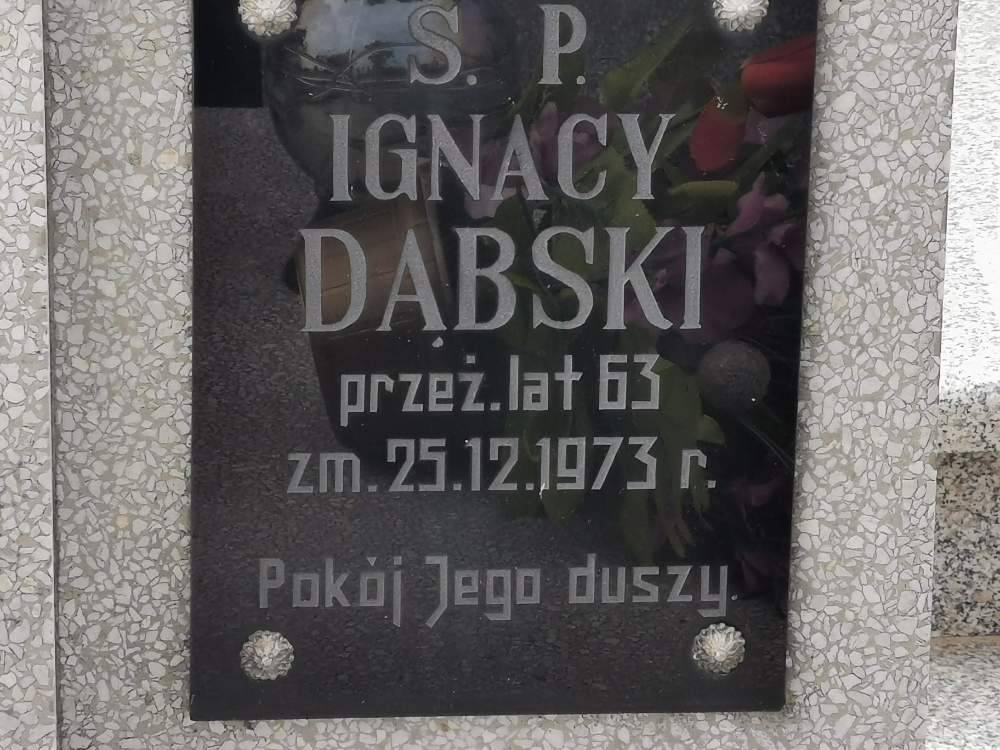 S. P.
IGNACY
DĄBSKI
przeż. lat 63
zm. 25.12.1973 r.
Pokój Jego duszy.